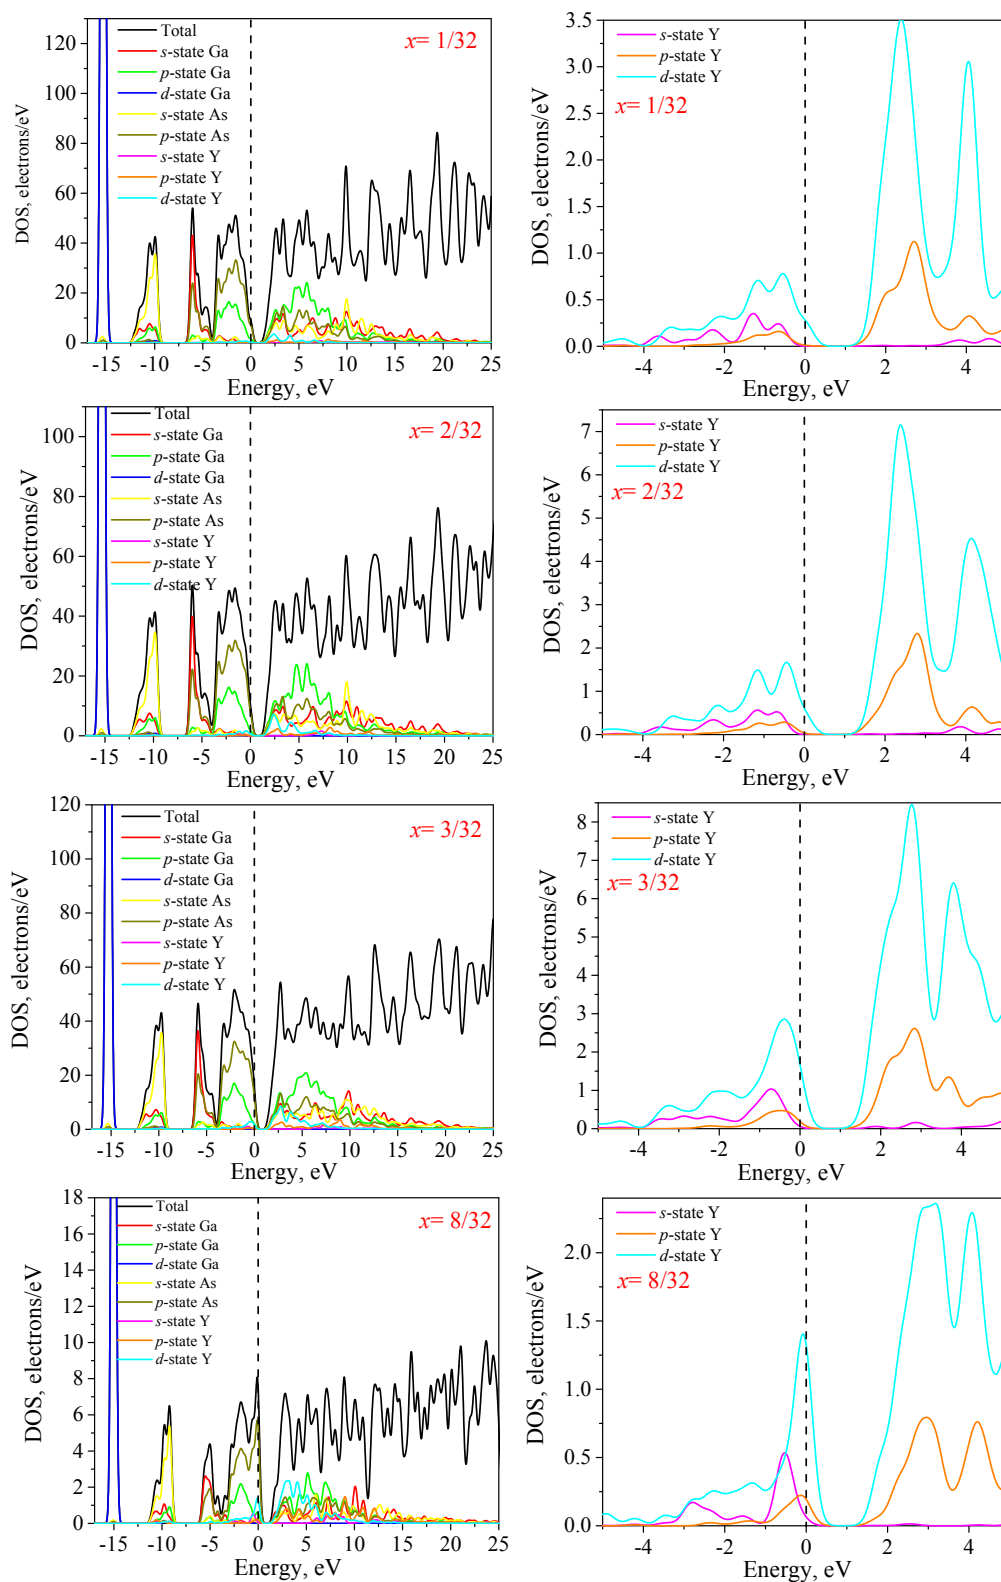 Total
s-state Ga
p-state Ga
d-state Ga
s-state As
p-state As
s-state Y
p-state Y
d-state Y
x= 1/32
DOS, electrons/eV
120
100
80
60
40
20
0
-15
-10
-5
0
5
10
15
20
25
Energy, eV
s-state Y
p-state Y
d-state Y
x= 1/32
DOS, electrons/eV
3.5
3.0
2.5
2.0
1.5
1.0
0.5
0.0
-4
-2
0
2
4
Energy, eV
Total
s-state Ga
p-state Ga
d-state Ga
s-state As
p-state As
s-state Y
p-state Y
d-state Y
x= 2/32
DOS, electrons/eV
100
80
60
40
20
0
-15
-10
-5
0
5
10
15
20
25
Energy, eV
s-state Y
p-state Y
d-state Y
x= 2/32
DOS, electrons/eV
7
6
5
4
3
2
1
0
-4
-2
0
2
4
Energy, eV
Total
s-state Ga
p-state Ga
d-state Ga
s-state As
p-state As
s-state Y
p-state Y
d-state Y
x= 3/32
DOS, electrons/eV
120
100
80
60
40
20
0
-15
-10
-5
0
5
10
15
20
25
Energy, eV
s-state Y
p-state Y
d-state Y
x= 3/32
DOS, electrons/eV
8
7
6
5
4
3
2
1
0
-4
-2
0
2
4
Energy, eV
Total
s-state Ga
p-state Ga
d-state Ga
s-state As
p-state As
s-state Y
p-state Y
d-state Y
x= 8/32
DOS, electrons/eV
18
16
14
12
10
8
6
4
2
0
-15
-10
-5
0
5
10
15
20
25
Energy, eV
s-state Y
p-state Y
d-state Y
x= 8/32
DOS, electrons/eV
2.0
1.5
1.0
0.5
0.0
-4
-2
0
2
4
Energy, eV